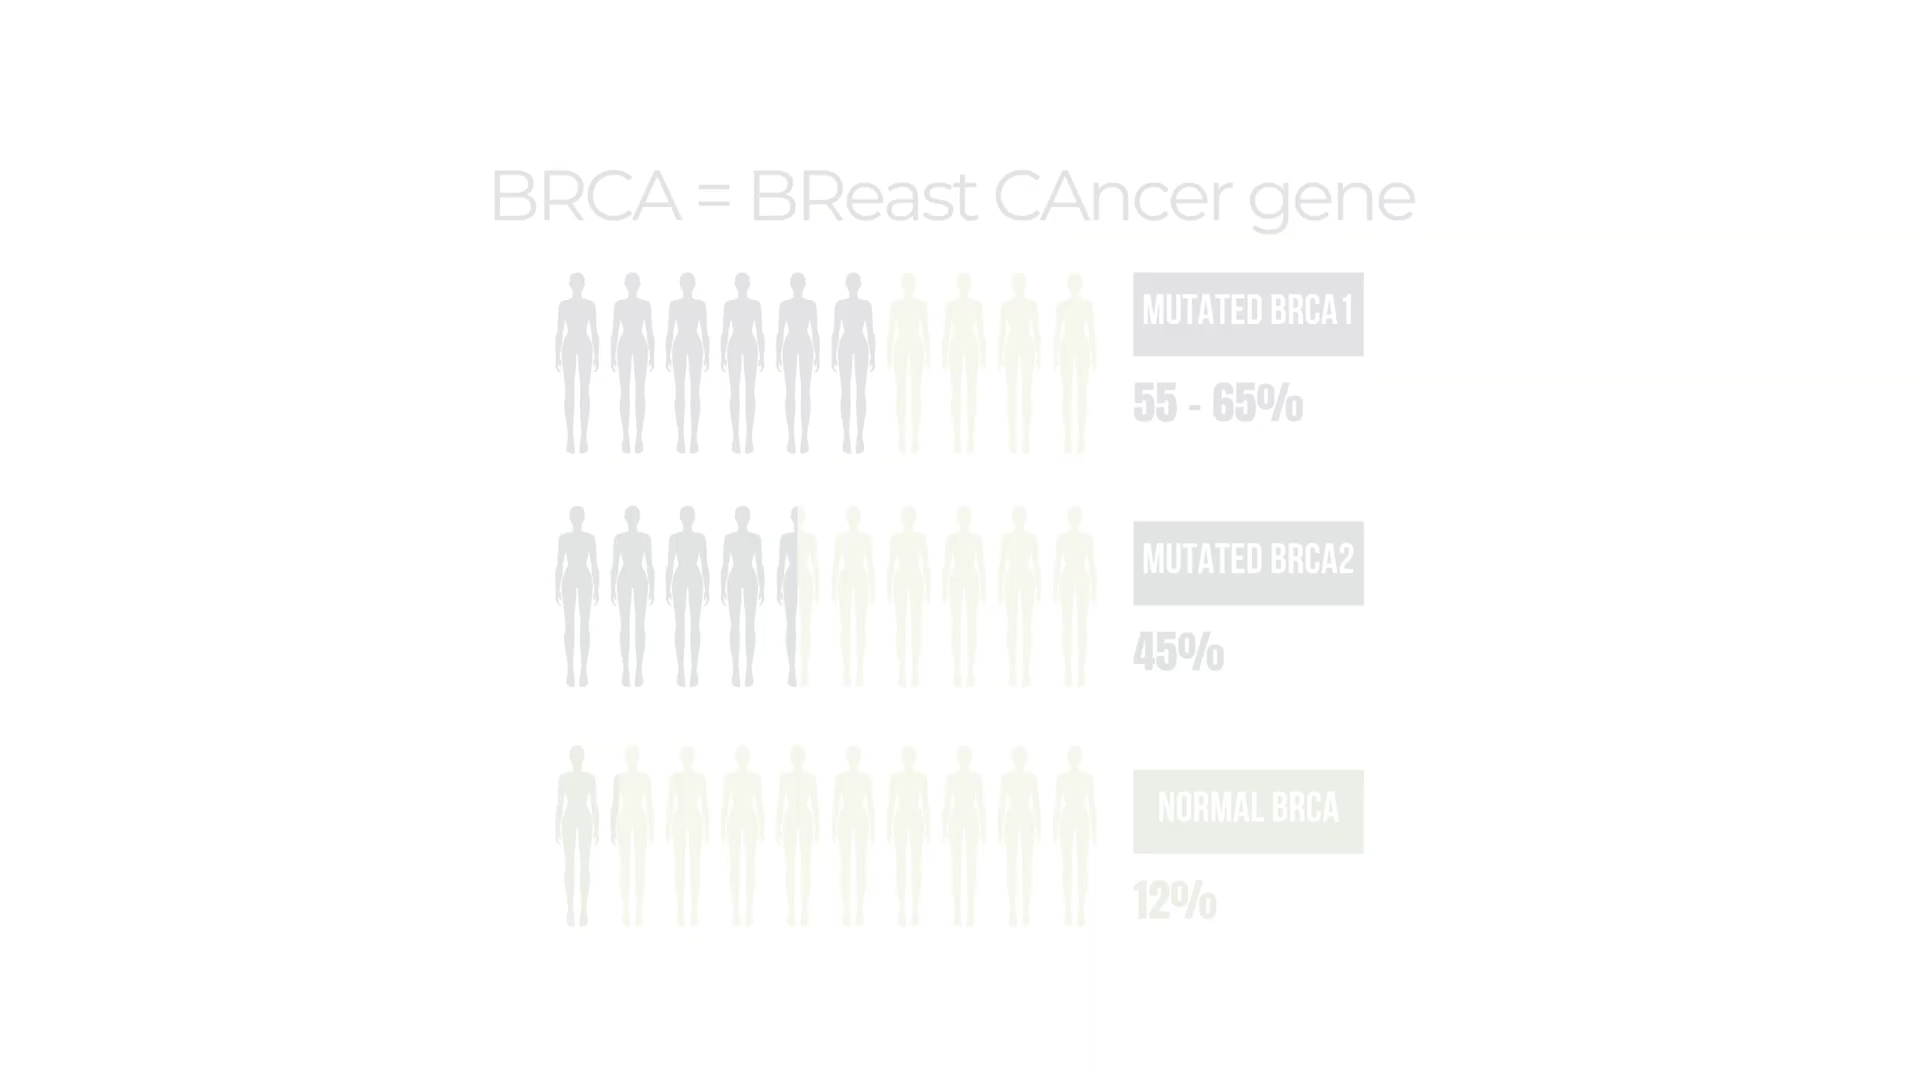 BRCA = BReast CAncer gene
MUTATED BRCA1
55 - 65%
MUTATED BRCA2
45%
NORMAL BRCA
12%